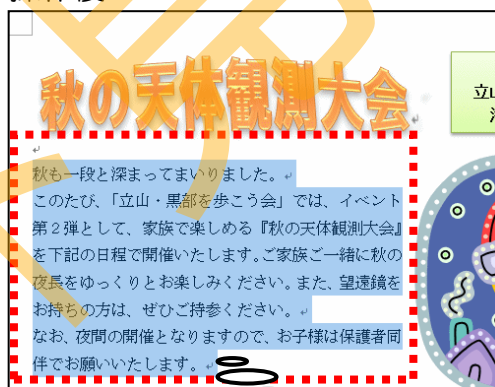 秋の天体観測大会
秋も一段と深まってまいりました。
このたび、「立山・黒部を歩こう会」では、イベント
第2弾として、家族で楽しめる『秋の天体観測大会』
を下記の日程で開催いたします。ご家族ご一緒に秋の
夜長をゆっくりとお楽しみください。また、望遠鏡を
お持ちの方は、ぜひご持参ください。
なお、夜間の開催となりますので、お子様は保護者同
伴でお願いいたします。
立山